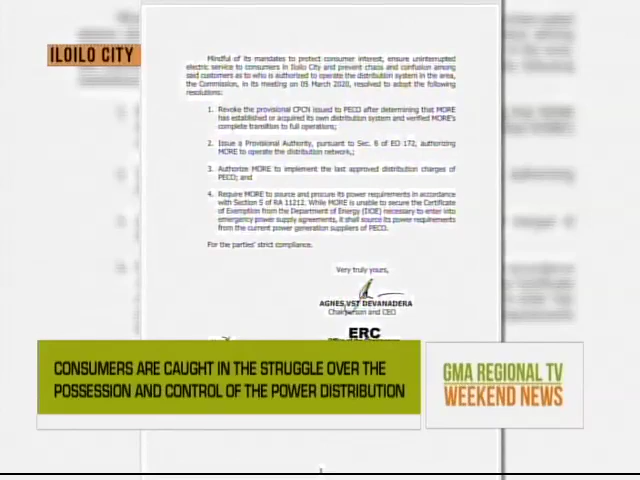 ILOILO CITY
Mindful of its mandates to protect consumer interest, ensure uninterrupted
electric service to consumers in Iloilo City and prevent chaos and confusion among
said customers as to who is authorized to operate the distribution system in the area,
the Commission, in its meeting on 05 March 2020, resolved to adopt the following
resolutions:
1. Revoke the provisional CPCN issued to PECO after determining that MORE
has established or acquired its own distribution system and verified MORE's
complete transition to full operations;
2. Issue a Provisional Authority, pursuant to Sec. 8 of EO 172, authorizing
MORE to operate the distribution network,;
3. Authorize MORE to implement the last approved distribution charges of
PECO; and
4. Require MORE to source and procure its power requirements in accordance
with Section 5 of RA 11212. While MORE is unable to secure the Certificate
of Exemption from the Department of Energy (DOE) necessary to enter into
emergency power supply agreements, it shall source its power requirements
from the current power generation suppliers of PECO.
For the parties' strict compliance.
Very truly yours,
AGNES VST DEVANADERA
Chairperson and CEO
ERC
CONSUMERS ARE CAUGHT IN THE STRUGGLE OVER THE
POSSESSION AND CONTROL OF THE POWER DISTRIBUTION
GMA REGIONAL TV
WEEKEND NEWS